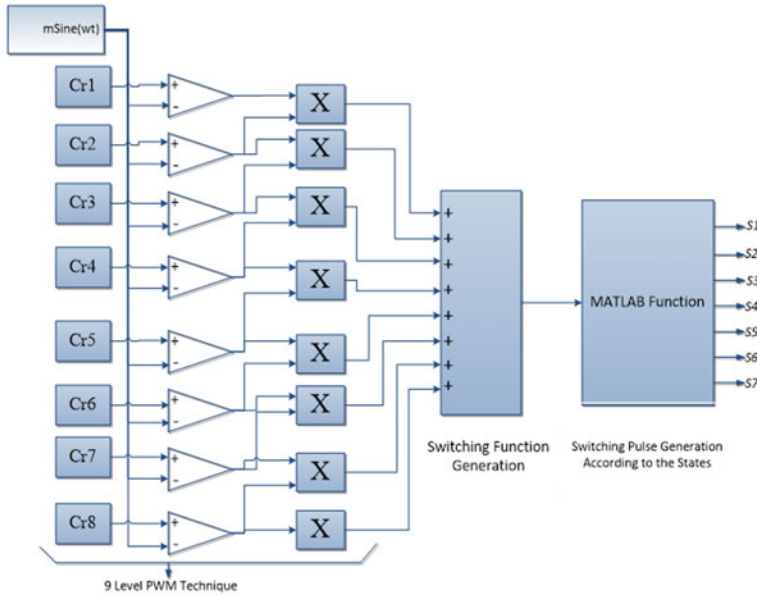 mSine(wt)
Cr1
+
-
X
Cr2
+
-
X
Cr3
+
-
X
Cr4
+
-
X
Cr5
+
-
X
Cr6
+
-
X
Cr7
+
-
X
Cr8
+
-
X
+
+
+
+
+
+
+
+
Switching Function
Generation
MATLAB Function
S1
S2
S3
S4
S5
S6
S7
Switching Pulse Generation
According to the States
9 Level PWM Technique